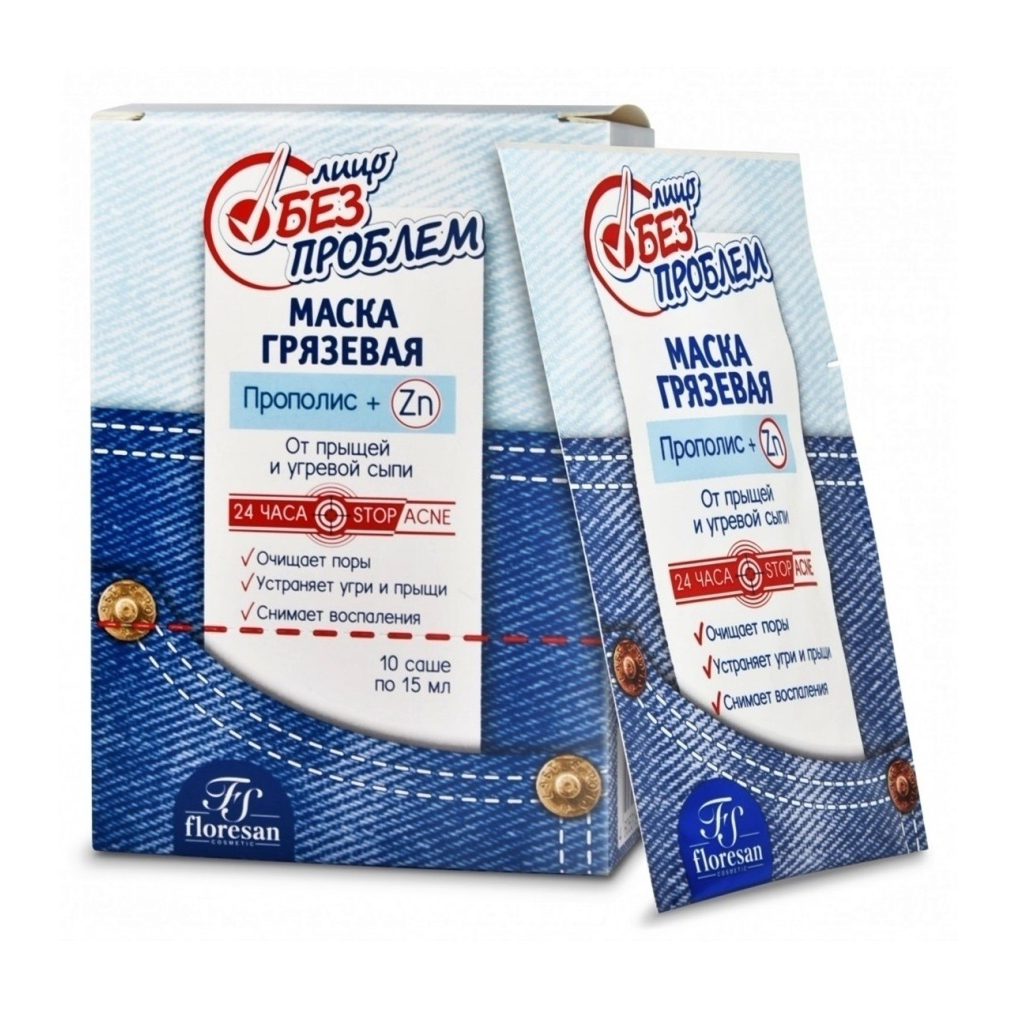 лицо
БЕЗ
ПРОБЛЕМ
МАСКА
ГРЯЗЕВАЯ
Прополис + Zn
От прыщей
и угревой сыпи
24 ЧАСА STOP ACNE
Очищает поры
Устраняет угри и прыщи
Снимает воспаления
10 саше
по 15 мл
FS
floresan
COSMETIC
лицо
БЕЗ
ПРОБЛЕМ
МАСКА
ГРЯЗЕВАЯ
Прополис + Zn
От прыщей
и угревой сыпи
24 ЧАСА STOP ACNE
Очищает поры
Устраняет угри и прыщи
Снимает воспаления
FS
floresan
COSMETIC